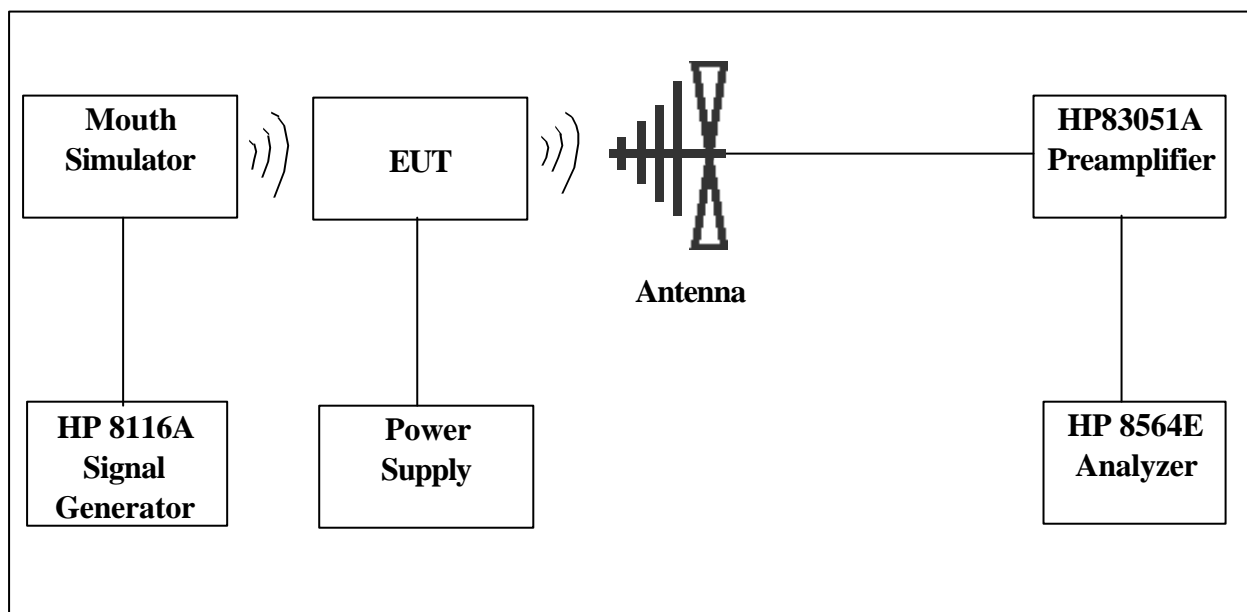 Mouth
Simulator
EUT
HP83051A
Preamplifier
Antenna
HP 8116A
Signal
Generator
Power
Supply
HP 8564E
Analyzer